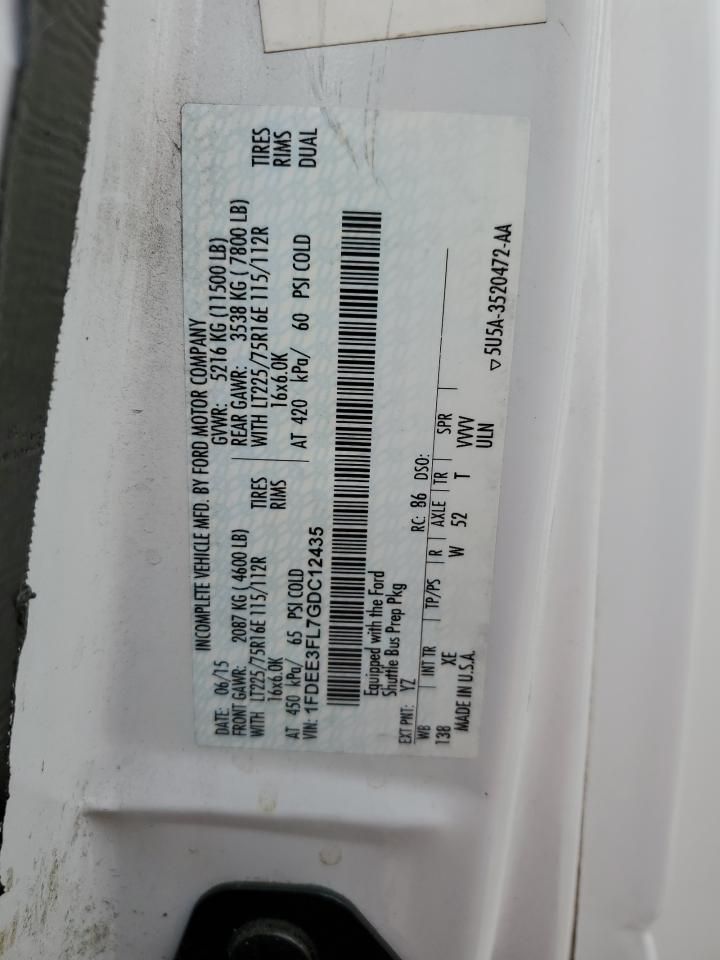 INCOMPLETE VEHICLE MFD. BY FORD MOTOR COMPANY
DATE: 06/15 GVWR: 5216 KG (11500 LB)
FRONT GAWR: 2087 KG (4600 LB) REAR GAWR: 3538 KG (7800 LB)
WITH LT225/75R16E 115/112R TIRES WITH LT225/75R16E 115/112R TIRES
16x6.0K RIMS 16x6.0K RIMS
AT 450 kPa/ 65 PSI COLD AT 420 kPa/ 60 PSI COLD DUAL
VIN: 1FDEE3FL7GDC12435
Equipped with the Ford
Shuttle Bus Prep Pkg
EXT PNT: YZ RC: 86 DSO:
WB INT TR TP/PS R AXLE TR SPR
138 XE W 52 T VVVV
MADE IN U.S.A. ULN
▽5U5A-3520472-AA